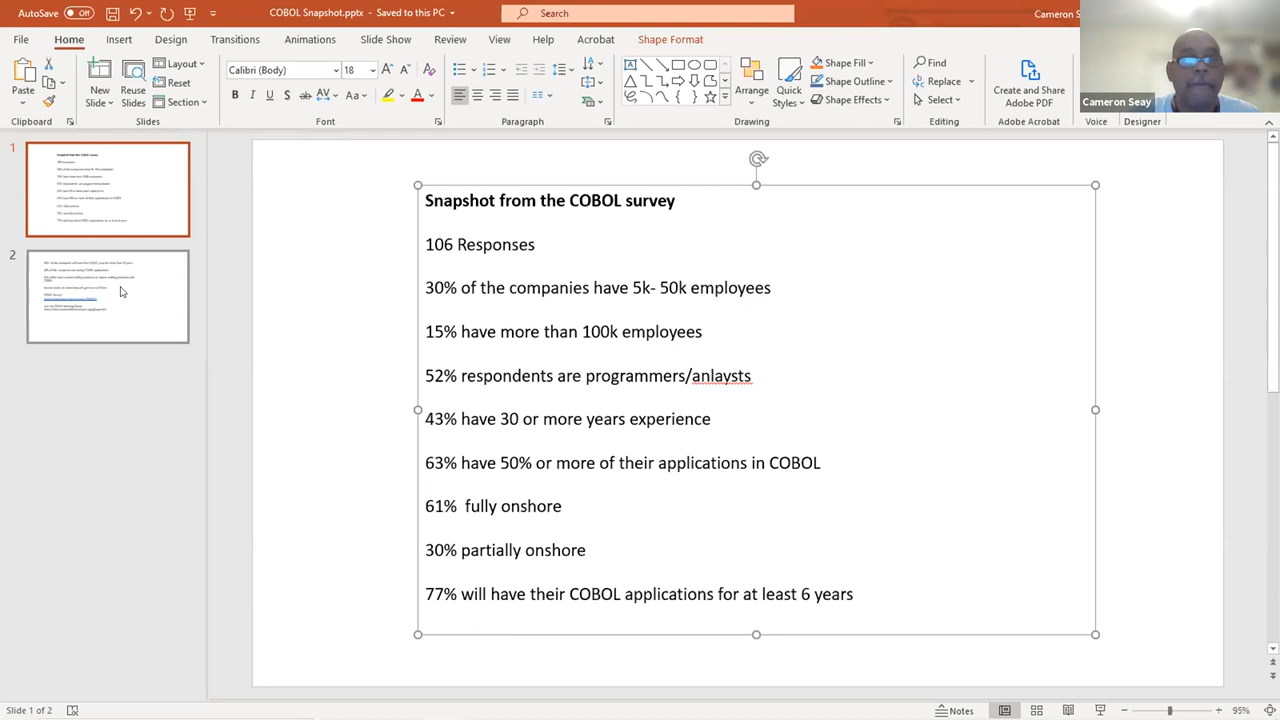 AutoSave Off COBOL Snapshot.pptx - Saved to this PC Search Cameron S
File Home Insert Design Transitions Animations Slide Show Review View Help Acrobat Shape Format
Paste
New Slide
Reuse Slides
Layout
Reset
Section
Calibri (Body) 18
B I U S ab AV Aa A
Arrange
Quick Styles
Shape Fill
Shape Outline
Shape Effects
Find
Replace
Select
Create and Share Adobe PDF
Cameron Seay
Clipboard Slides Font Paragraph Drawing Editing Adobe Acrobat Voice Designer
1
2
Snapshot from the COBOL survey
106 Responses
30% of the companies have 5k- 50k employees
15% have more than 100k employees
52% respondents are programmers/anlaysts
43% have 30 or more years experience
63% have 50% or more of their applications in COBOL
61%  fully onshore
30% partially onshore
77% will have their COBOL applications for at least 6 years
Slide 1 of 2 Notes 95%